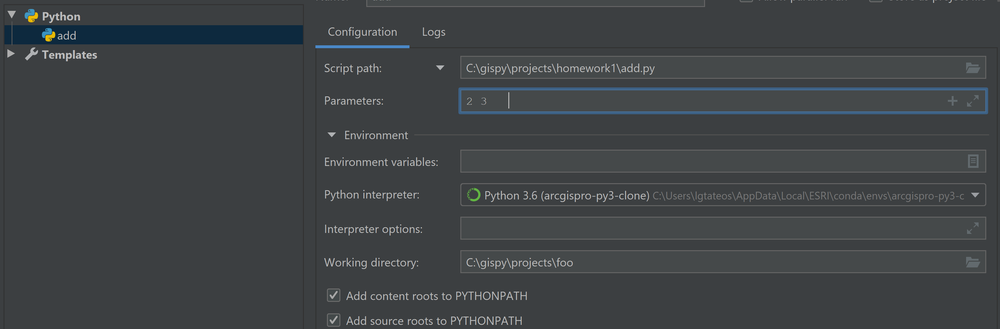 Python
add
Templates
Configuration Logs
Script path: C:\gispy\projects\homework1\add.py
Parameters: 2 3
Environment
Environment variables:
Python interpreter: Python 3.6 (arcgispro-py3-clone) C:\Users\lgtateos\AppData\Local\ESRI\conda\envs\arcgispro-py3-c
Interpreter options:
Working directory: C:\gispy\projects\foo
Add content roots to PYTHONPATH
Add source roots to PYTHONPATH